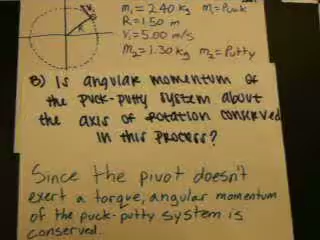 m₁ = 2.40 kg m₁= Puck
R = 1.50 m
V₁ = 5.00 m/s
m₂ = 1.30 kg m₂ = Putty
R
B) Is angular momentum of
the puck-putty system about
the axis of rotation conserved
in this process?
Since the pivot doesn't
exert a torque, angular momentum
of the puck-putty system is
conserved.